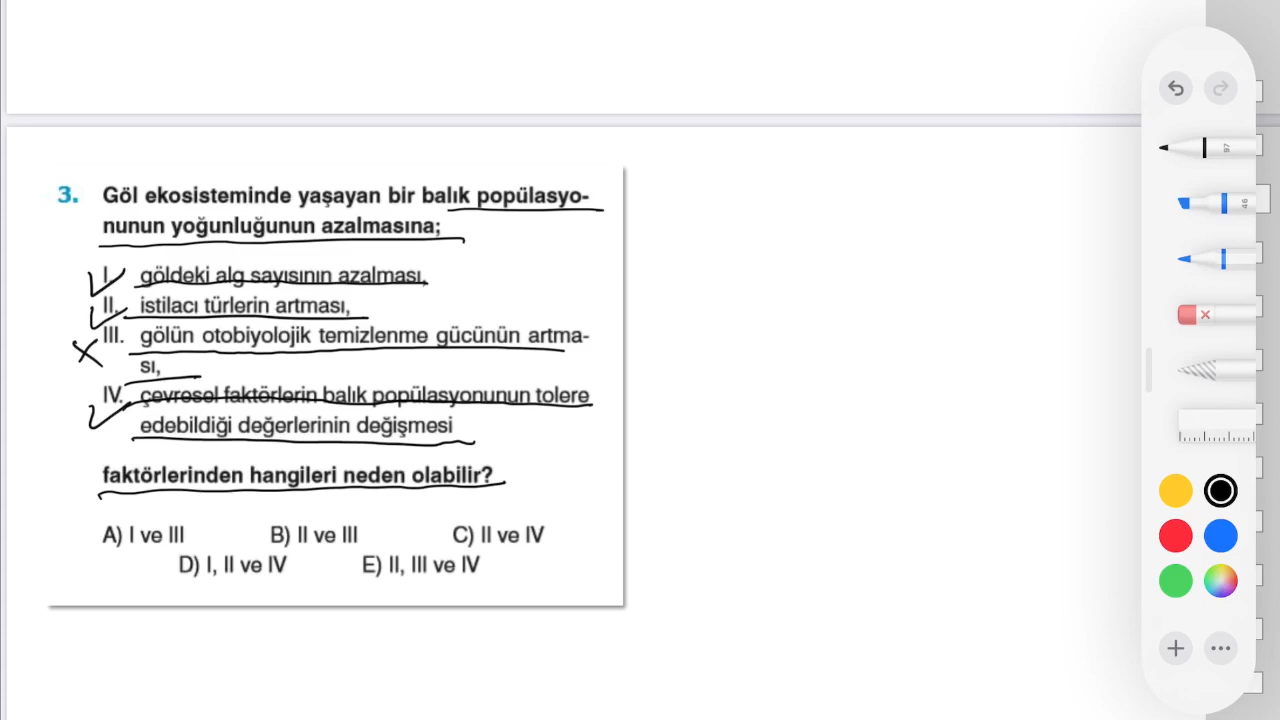 3. Göl ekosisteminde yaşayan bir balık popülasyo-
nunun yoğunluğunun azalmasına;
I. göldeki alg sayısının azalması,
II. istilacı türlerin artması,
III. gölün otobiyolojik temizlenme gücünün artma-
sı,
IV. çevresel faktörlerin balık popülasyonunun tolere
edebildiği değerlerinin değişmesi
faktörlerinden hangileri neden olabilir?
A) I ve III B) II ve III C) II ve IV
D) I, II ve IV E) II, III ve IV
97
46